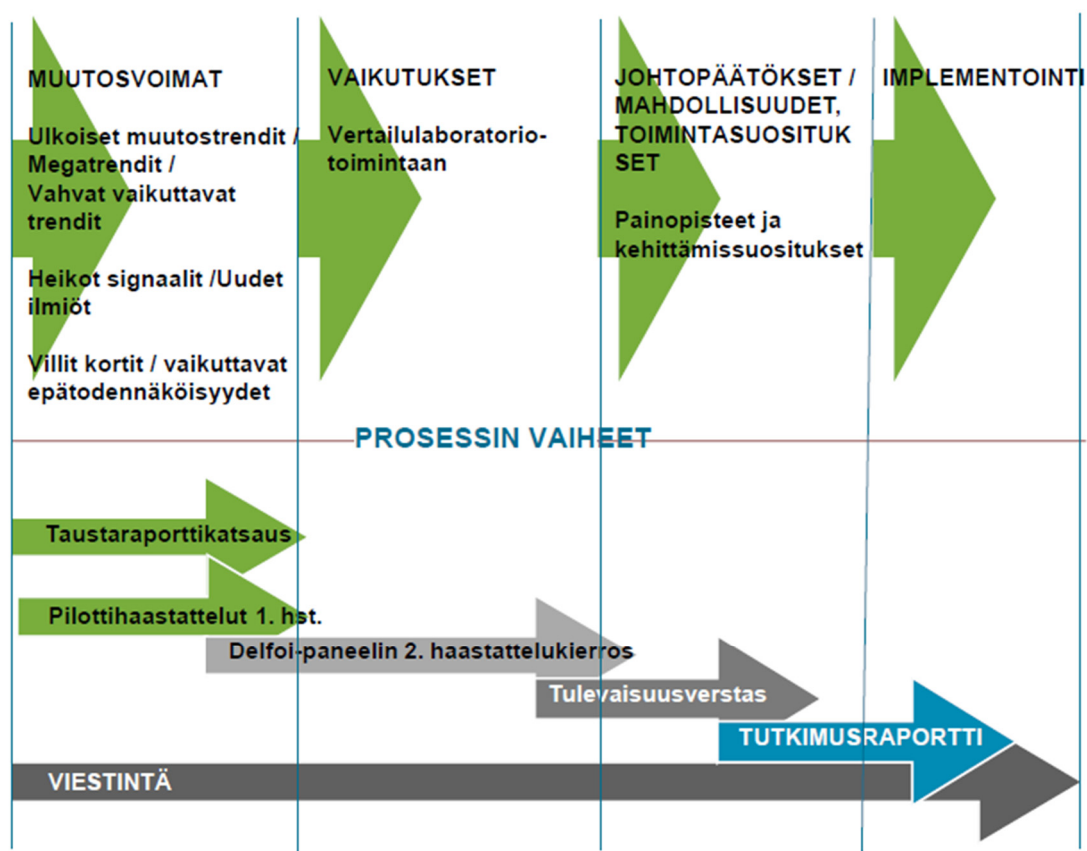 MUUTOSVOIMAT
Ulkoiset muutostrendit /
Megatrendit /
Vahvat vaikuttavat
trendit
Heikot signaalit /Uudet
ilmiöt
Villit kortit / vaikuttavat
epätodennäköisyydet
VAIKUTUKSET
Vertailulaboratorio-
toimintaan
JOHTOPÄÄTÖKSET /
MAHDOLLISUUDET,
TOIMINTASUOSITUK
SET
Painopisteet ja
kehittämissuositukset
IMPLEMENTOINTI
PROSESSIN VAIHEET
Taustaraporttikatsaus
Pilottihaastattelut 1. hst.
Delfoi-paneelin 2. haastattelukierros
Tulevaisuusverstas
TUTKIMUSRAPORTTI
VIESTINTÄ